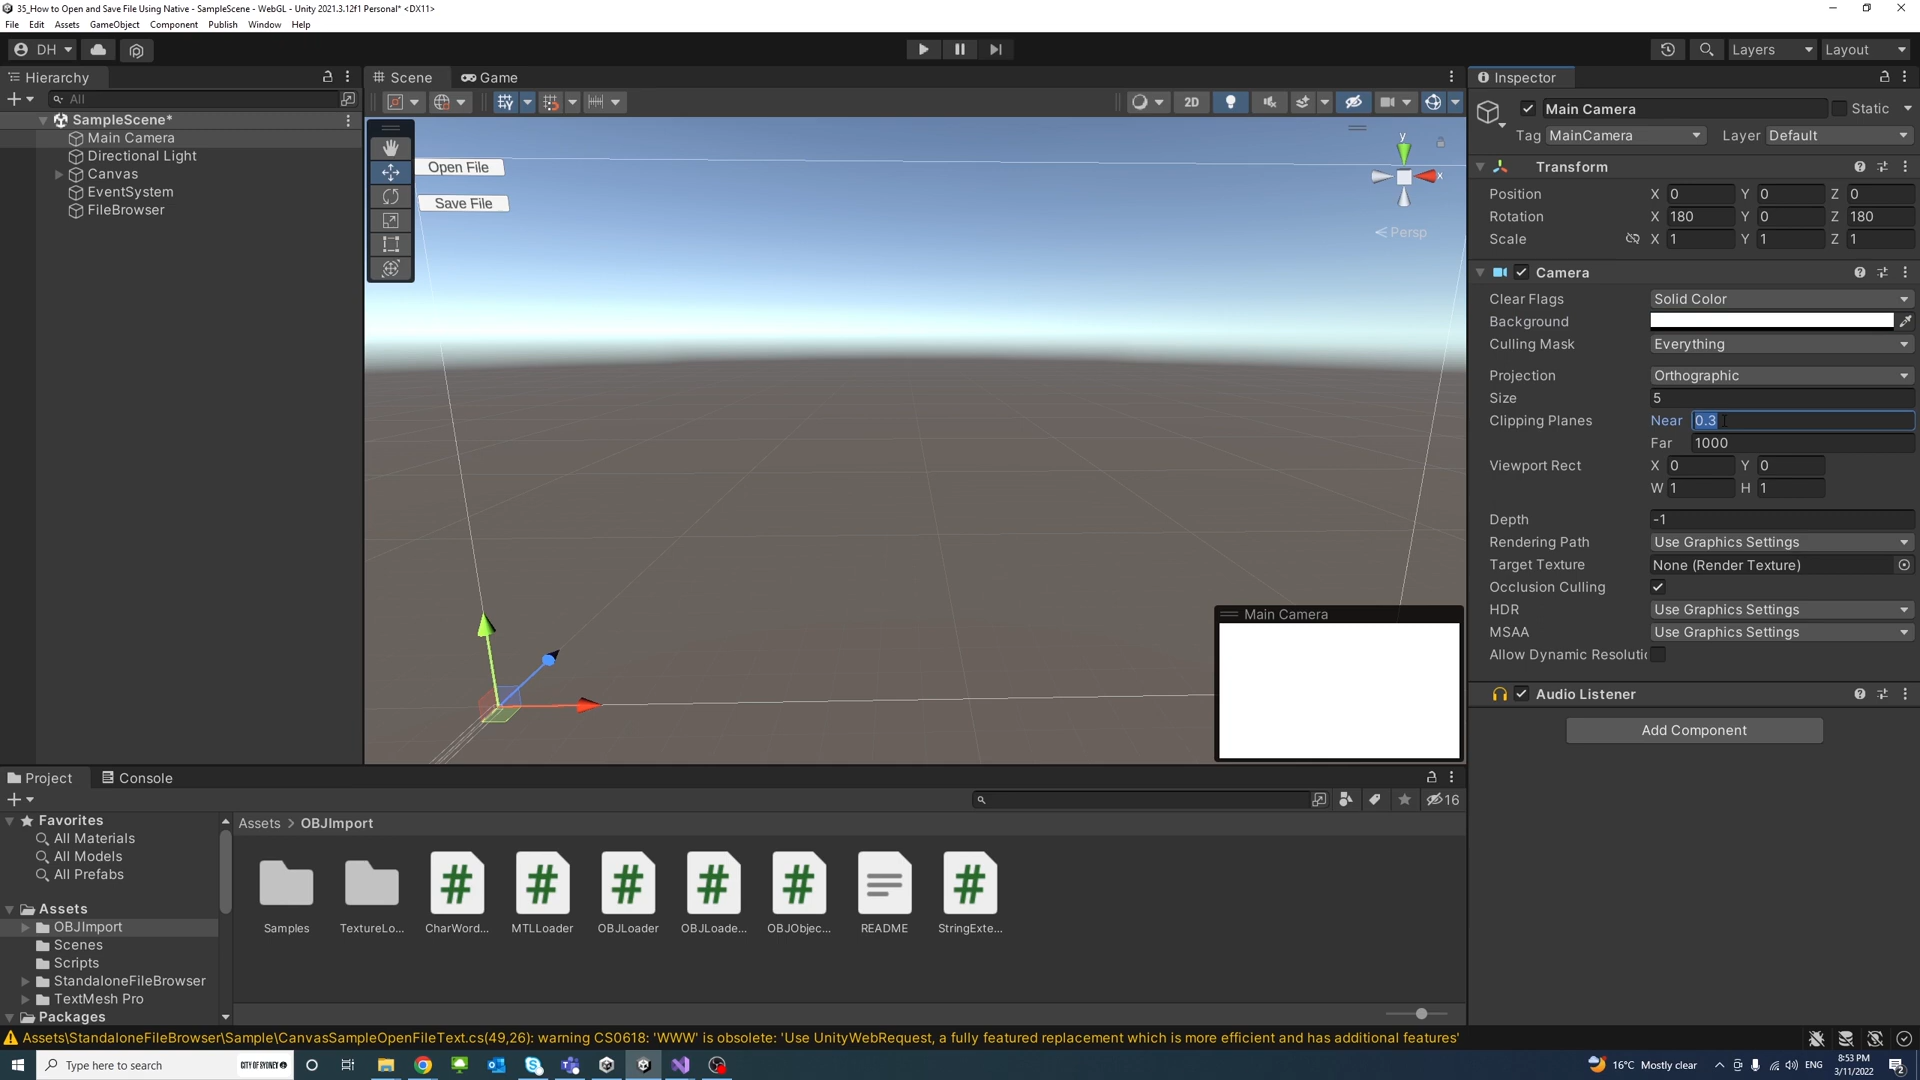 35_How to Open and Save File Using Native - SampleScene - WebGL - Unity 2021.3.12f1 Personal* <DX11>
File Edit Assets GameObject Component Publish Window Help
DH Layers Layout
Hierarchy
All
SampleScene*
Main Camera
Directional Light
Canvas
EventSystem
FileBrowser
Scene Game
2D
Open File
Save File
y
x
Persp
Main Camera
Inspector
Main Camera Static
Tag MainCamera Layer Default
Transform
Position X 0 Y 0 Z 0
Rotation X 180 Y 0 Z 180
Scale X 1 Y 1 Z 1
Camera
Clear Flags Solid Color
Background
Culling Mask Everything
Projection Orthographic
Size 5
Clipping Planes Near 0.3
Far 1000
Viewport Rect X 0 Y 0
W 1 H 1
Depth -1
Rendering Path Use Graphics Settings
Target Texture None (Render Texture)
Occlusion Culling
HDR Use Graphics Settings
MSAA Use Graphics Settings
Allow Dynamic Resoluti
Audio Listener
Add Component
Project Console
16
Favorites
All Materials
All Models
All Prefabs
Assets
OBJImport
Scenes
Scripts
StandaloneFileBrowser
TextMesh Pro
Packages
Assets > OBJImport
Samples TextureLo... CharWord... MTLLoader OBJLoader OBJLoade... OBJObjec... README StringExte...
Assets\StandaloneFileBrowser\Sample\CanvasSampleOpenFileText.cs(49,26): warning CS0618: 'WWW' is obsolete: 'Use UnityWebRequest, a fully featured replacement which is more efficient and has additional features'
Type here to search CITY OF SYDNEY 16°C Mostly clear ENG 8:53 PM
3/11/2022 2